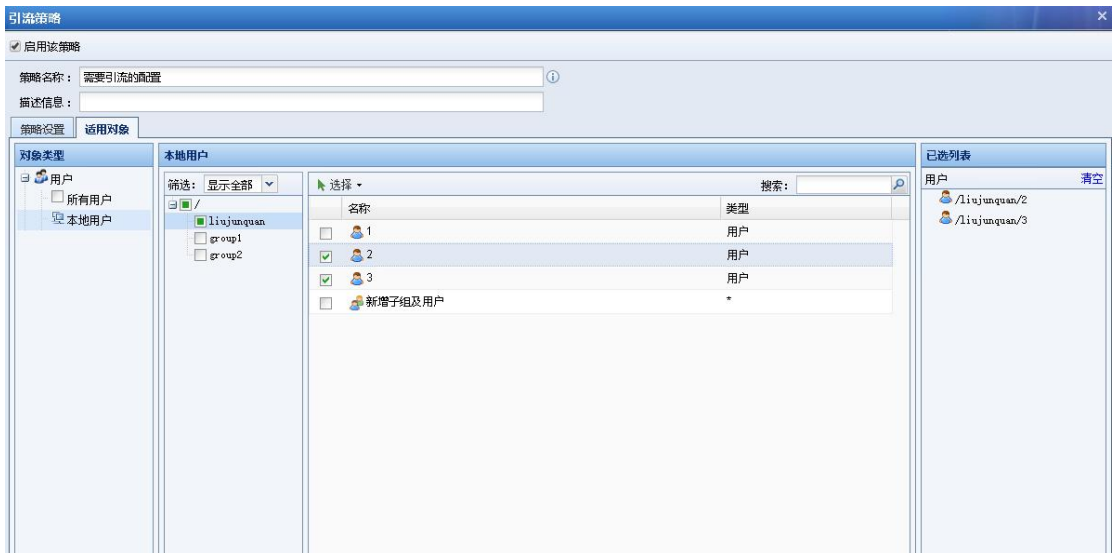 引流策略
启用该策略
策略名称： 需要引流的配置
描述信息：
策略设置 适用对象
对象类型
用户
所有用户
本地用户
本地用户
筛选： 显示全部
/
liujunquan
group1
group2
选择 搜索：
名称 类型
1 用户
2 用户
3 用户
新增子组及用户 *
已选列表
用户 清空
/liujunquan/2
/liujunquan/3